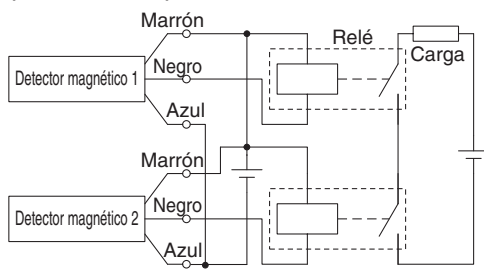 Marrón
Relé
Carga
Detector magnético 1
Negro
Azul
Marrón
Detector magnético 2
Negro
Azul